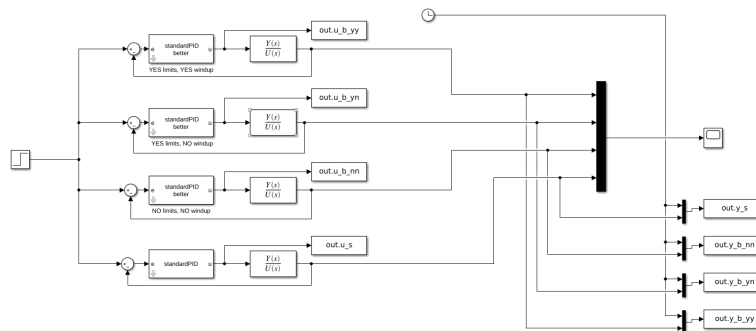 out.u_b_yy
e
standardPID
better
u
Y(s)
U(s)
YES limits, YES windup
out.u_b_yn
e
standardPID
better
u
Y(s)
U(s)
YES limits, NO windup
out.u_b_nn
e
standardPID
better
u
Y(s)
U(s)
NO limits, NO windup
out.u_s
e
standardPID
u
Y(s)
U(s)
out.y_s
out.y_b_nn
out.y_b_yn
out.y_b_yy